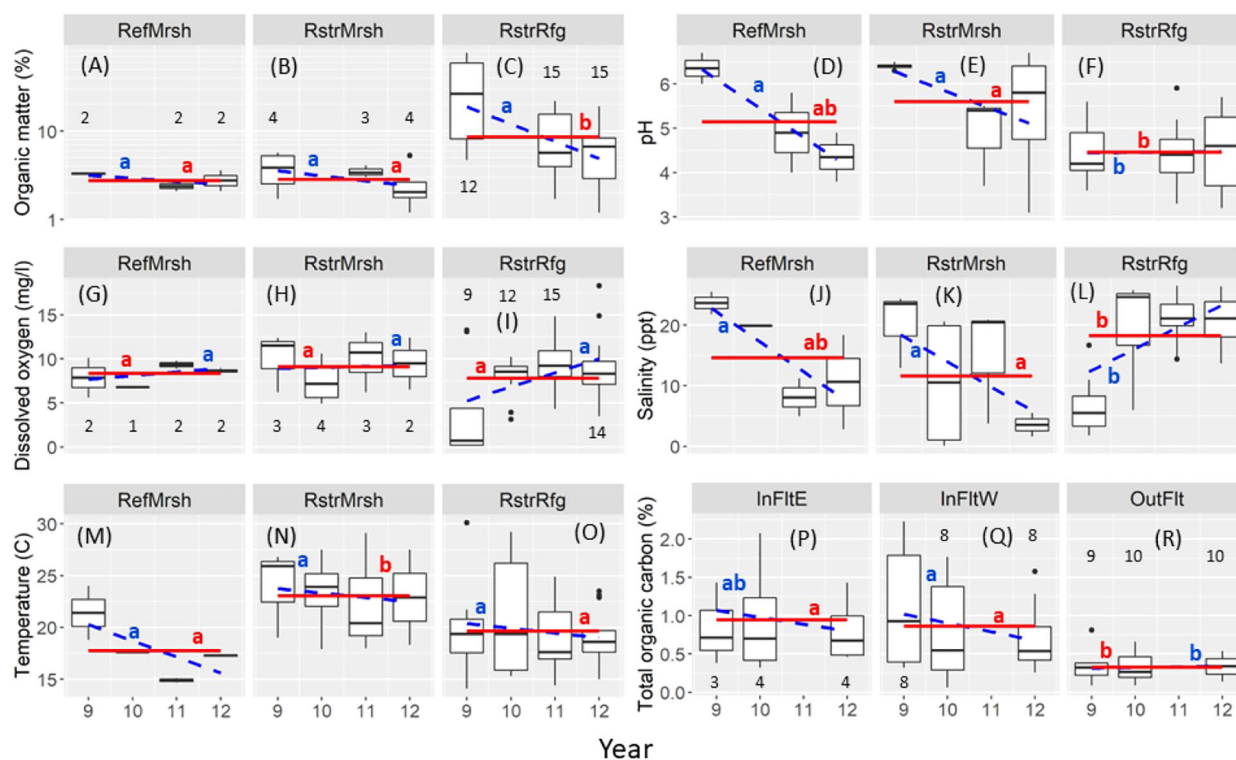 RefMrsh RstrMrsh RstrRfg RefMrsh RstrMrsh RstrRfg
Organic matter (%)
10
1
(A) 2 2 2 a a
(B) 4 3 4 a a
(C) 15 15 12 a b
pH
6
5
4
3
(D) a ab
(E) a a
(F) b b
RefMrsh RstrMrsh RstrRfg RefMrsh RstrMrsh RstrRfg
Dissolved oxygen (mg/l)
15
10
5
0
(G) a a 2 1 2 2
(H) a a 3 4 3 2
9 12 15 (I) a a 14
Salinity (ppt)
20
10
0
(J) a ab
(K) a a
(L) b b
RefMrsh RstrMrsh RstrRfg InFltE InFltW OutFlt
Temperature (C)
30
25
20
15
(M) a a
(N) a b
(O) a a
Total organic carbon (%)
2.0
1.5
1.0
0.5
0.0
(P) ab a 3 4 4
8 (Q) 8 a a 8
(R) 9 10 10 b b
9 10 11 12 9 10 11 12 9 10 11 12 9 10 11 12 9 10 11 12 9 10 11 12
Year